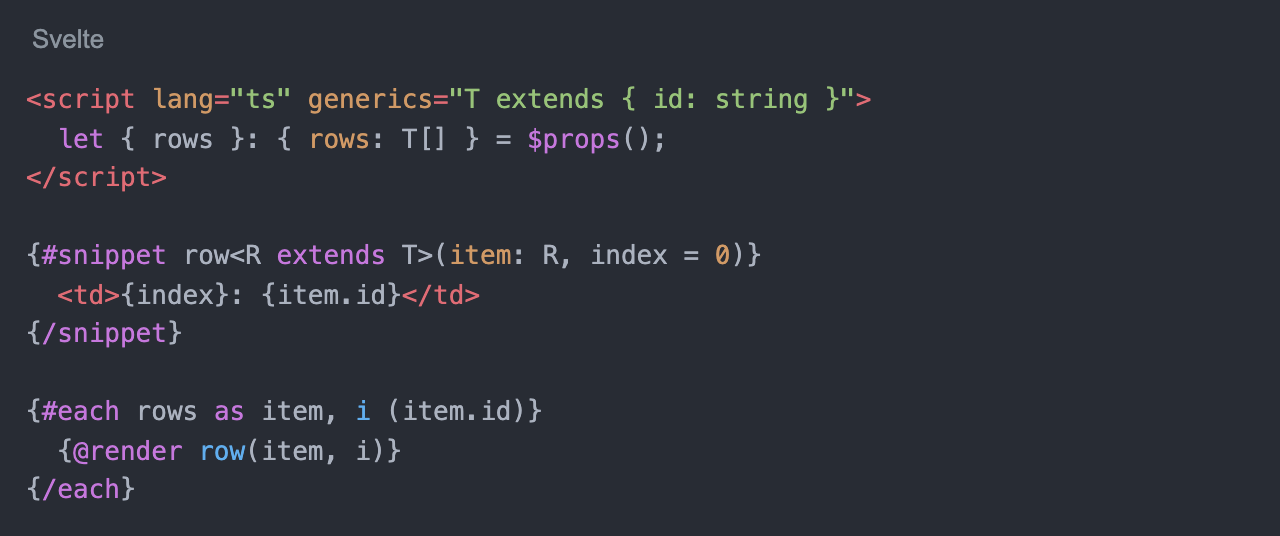 Svelte
<script lang="ts" generics="T extends { id: string }">
  let { rows }: { rows: T[] } = $props();
</script>

{#snippet row<R extends T>(item: R, index = 0)}
  <td>{index}: {item.id}</td>
{/snippet}

{#each rows as item, i (item.id)}
  {@render row(item, i)}
{/each}